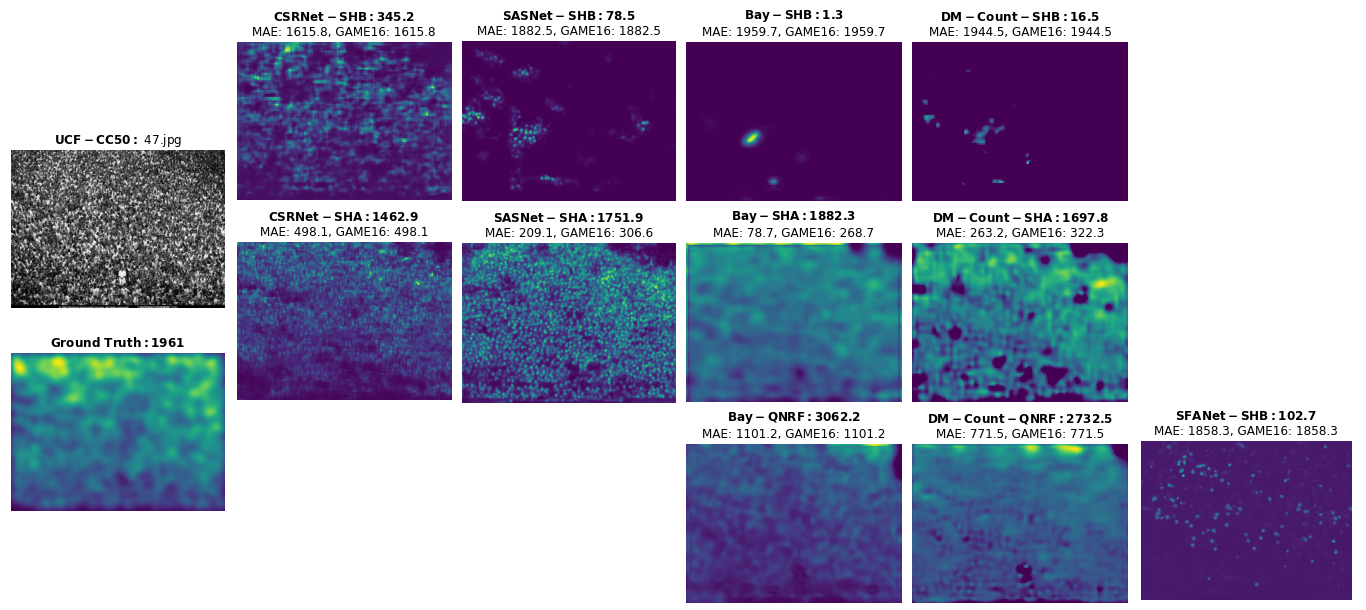 CSRNet-SHB: 345.2
MAE: 1615.8, GAME16: 1615.8
SASNet-SHB: 78.5
MAE: 1882.5, GAME16: 1882.5
Bay-SHB: 1.3
MAE: 1959.7, GAME16: 1959.7
DM-Count-SHB: 16.5
MAE: 1944.5, GAME16: 1944.5
UCF-CC50: 47.jpg
CSRNet-SHA: 1462.9
MAE: 498.1, GAME16: 498.1
SASNet-SHA: 1751.9
MAE: 209.1, GAME16: 306.6
Bay-SHA: 1882.3
MAE: 78.7, GAME16: 268.7
DM-Count-SHA: 1697.8
MAE: 263.2, GAME16: 322.3
Ground Truth: 1961
Bay-QNRF: 3062.2
MAE: 1101.2, GAME16: 1101.2
DM-Count-QNRF: 2732.5
MAE: 771.5, GAME16: 771.5
SFANet-SHB: 102.7
MAE: 1858.3, GAME16: 1858.3